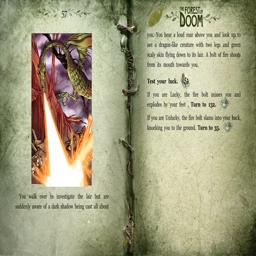 57
You walk over to investigate the lair but are
suddenly aware of a dark shadow being cast all about
THE FOREST OF
DOOM
you. You hear a loud roar above you and look up to
see a dragon-like creature with two legs and green
scaly skin flying down to its lair. A bolt of fire shoots
from its mouth towards you.
Test your luck.
If you are Lucky, the fire bolt misses you and
explodes by your feet , Turn to 132.
If you are Unlucky, the fire bolt slams into your back,
knocking you to the ground. Turn to 35.